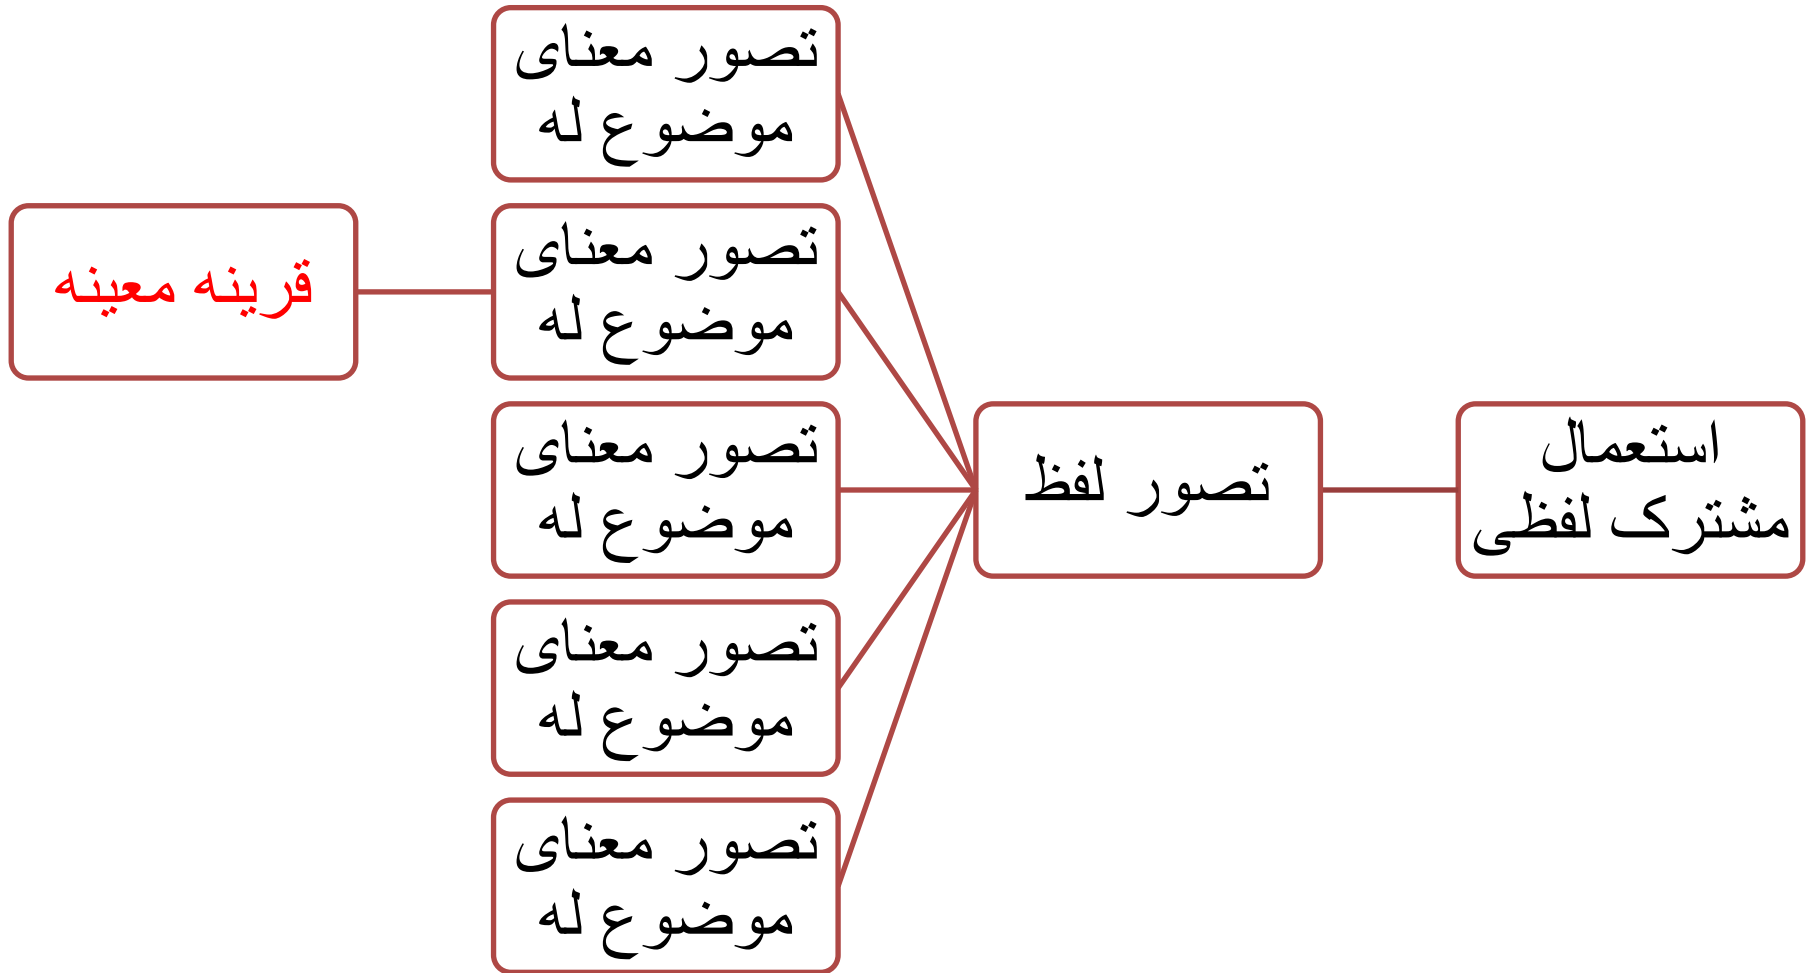 استعمال
مشترک لفظی
تصور لفظ
تصور معنای
موضوع له
تصور معنای
موضوع له
تصور معنای
موضوع له
تصور معنای
موضوع له
تصور معنای
موضوع له
قرینه معینه